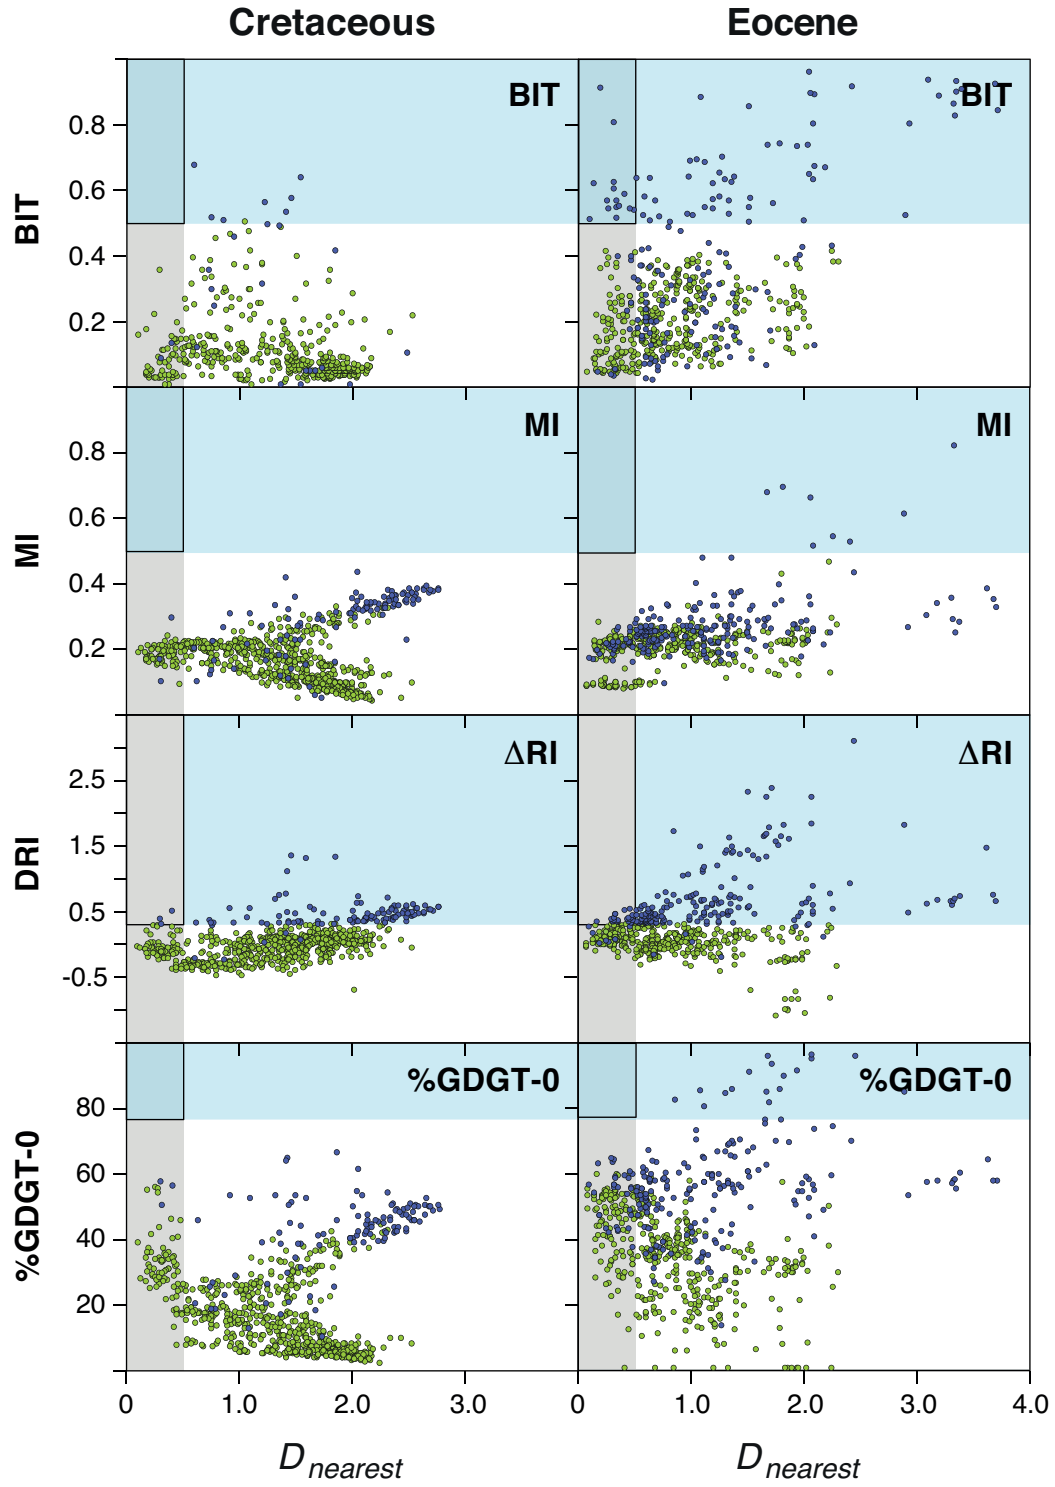 Cretaceous Eocene
BIT BIT
BIT
0.8
0.6
0.4
0.2
MI MI
MI
0.8
0.6
0.4
0.2
ΔRI ΔRI
DRI
2.5
1.5
0.5
-0.5
%GDGT-0 %GDGT-0
%GDGT-0
80
60
40
20
0 1.0 2.0 3.0 0 1.0 2.0 3.0 4.0
D nearest D nearest